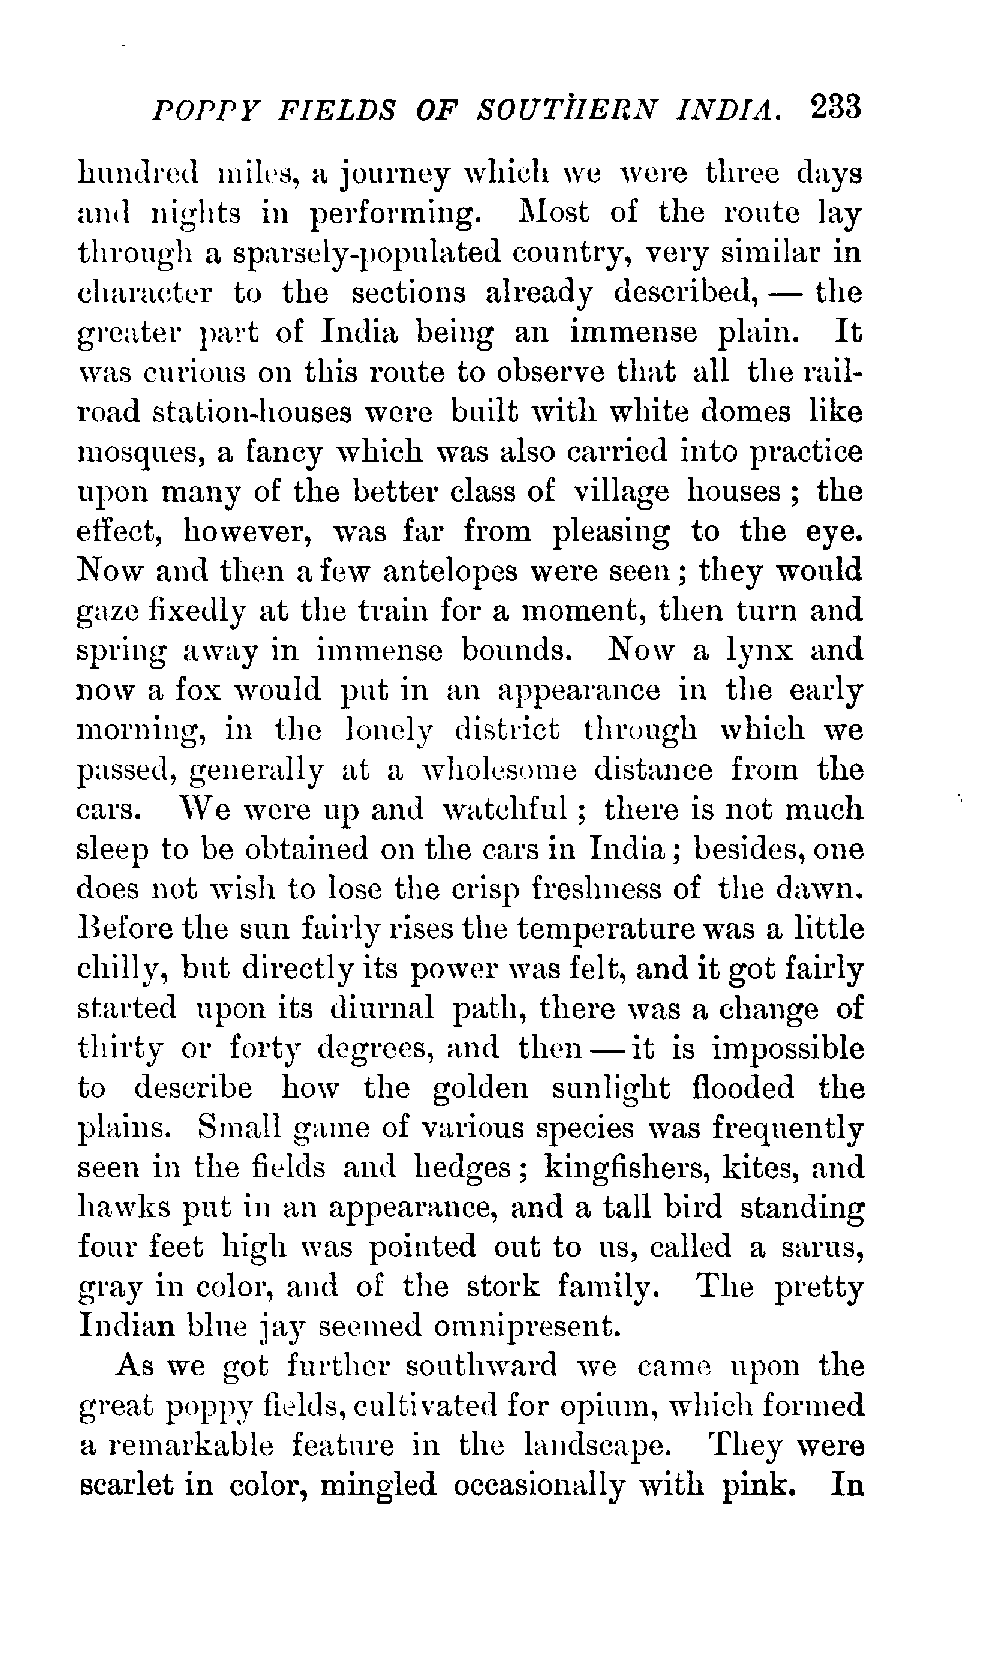 POPPY FIELDS OF SOUTHERN INDIA. 233
hundred miles, a journey which we were three days
and nights in performing. Most of the route lay
through a sparsely-populated country, very similar in
character to the sections already described, — the
greater part of India being an immense plain. It
was curious on this route to observe that all the rail-
road station-houses were built with white domes like
mosques, a fancy which was also carried into practice
upon many of the better class of village houses; the
effect, however, was far from pleasing to the eye.
Now and then a few antelopes were seen; they would
gaze fixedly at the train for a moment, then turn and
spring away in immense bounds. Now a lynx and
now a fox would put in an appearance in the early
morning, in the lonely district through which we
passed, generally at a wholesome distance from the
cars. We were up and watchful; there is not much
sleep to be obtained on the cars in India; besides, one
does not wish to lose the crisp freshness of the dawn.
Before the sun fairly rises the temperature was a little
chilly, but directly its power was felt, and it got fairly
started upon its diurnal path, there was a change of
thirty or forty degrees, and then — it is impossible
to describe how the golden sunlight flooded the
plains. Small game of various species was frequently
seen in the fields and hedges; kingfishers, kites, and
hawks put in an appearance, and a tall bird standing
four feet high was pointed out to us, called a sarus,
gray in color, and of the stork family. The pretty
Indian blue jay seemed omnipresent.
As we got further southward we came upon the
great poppy fields, cultivated for opium, which formed
a remarkable feature in the landscape. They were
scarlet in color, mingled occasionally with pink. In